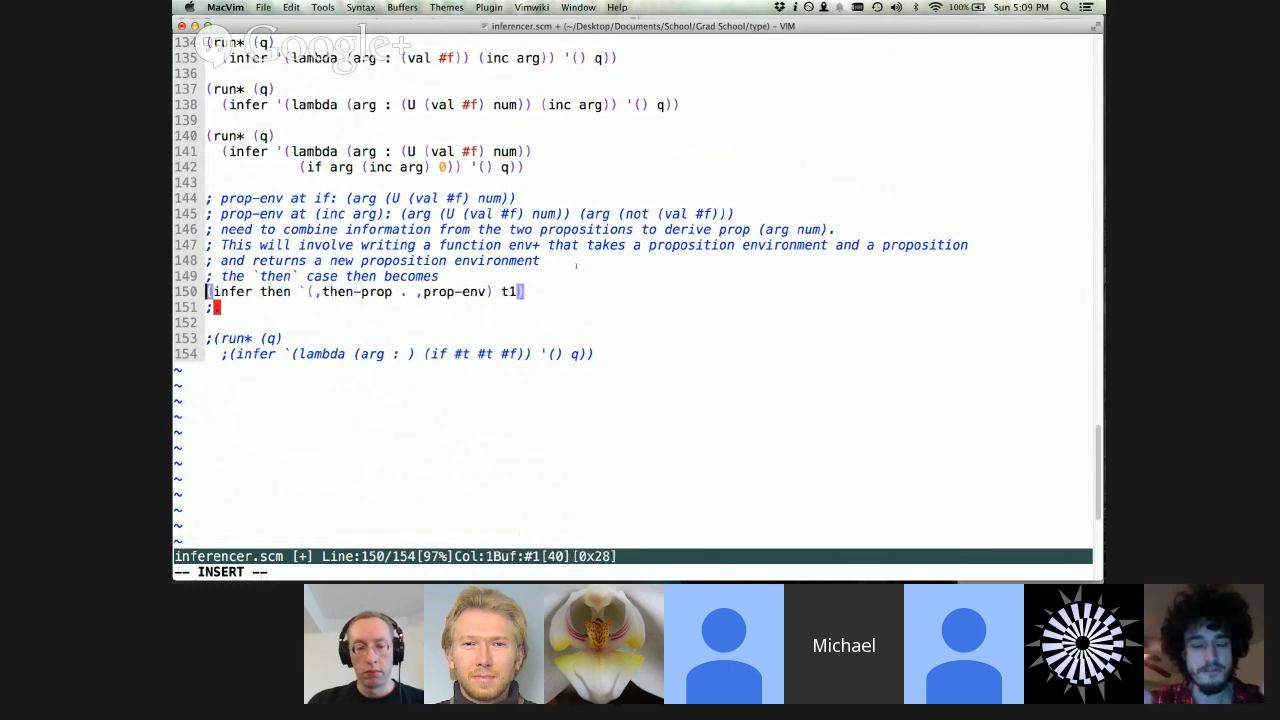 MacVim File Edit Tools Syntax Buffers Themes Plugin Vimwiki Window Help 100% Sun 5:09 PM
inferencer.scm + (~/Desktop/Documents/School/Grad School/type) – VIM
Google+
134 (run* (q)
135   (infer '(lambda (arg : (val #f)) (inc arg)) '() q))
136
137 (run* (q)
138   (infer '(lambda (arg : (U (val #f) num)) (inc arg)) '() q))
139
140 (run* (q)
141   (infer '(lambda (arg : (U (val #f) num))
142             (if arg (inc arg) 0)) '() q))
143
144 ; prop-env at if: (arg (U (val #f) num))
145 ; prop-env at (inc arg): (arg (U (val #f) num)) (arg (not (val #f)))
146 ; need to combine information from the two propositions to derive prop (arg num).
147 ; This will involve writing a function env+ that takes a proposition environment and a proposition
148 ; and returns a new proposition environment
149 ; the `then` case then becomes
150 (infer then `(,then-prop . ,prop-env) t1)
151 ;.
152
153 ;(run* (q)
154   ;(infer `(lambda (arg : ) (if #t #t #f)) '() q))
~
~
~
~
~
~
~
~
~
~
~
~
inferencer.scm [+] Line:150/154[97%]Col:1Buf:#1[40][0x28]
-- INSERT --
Michael